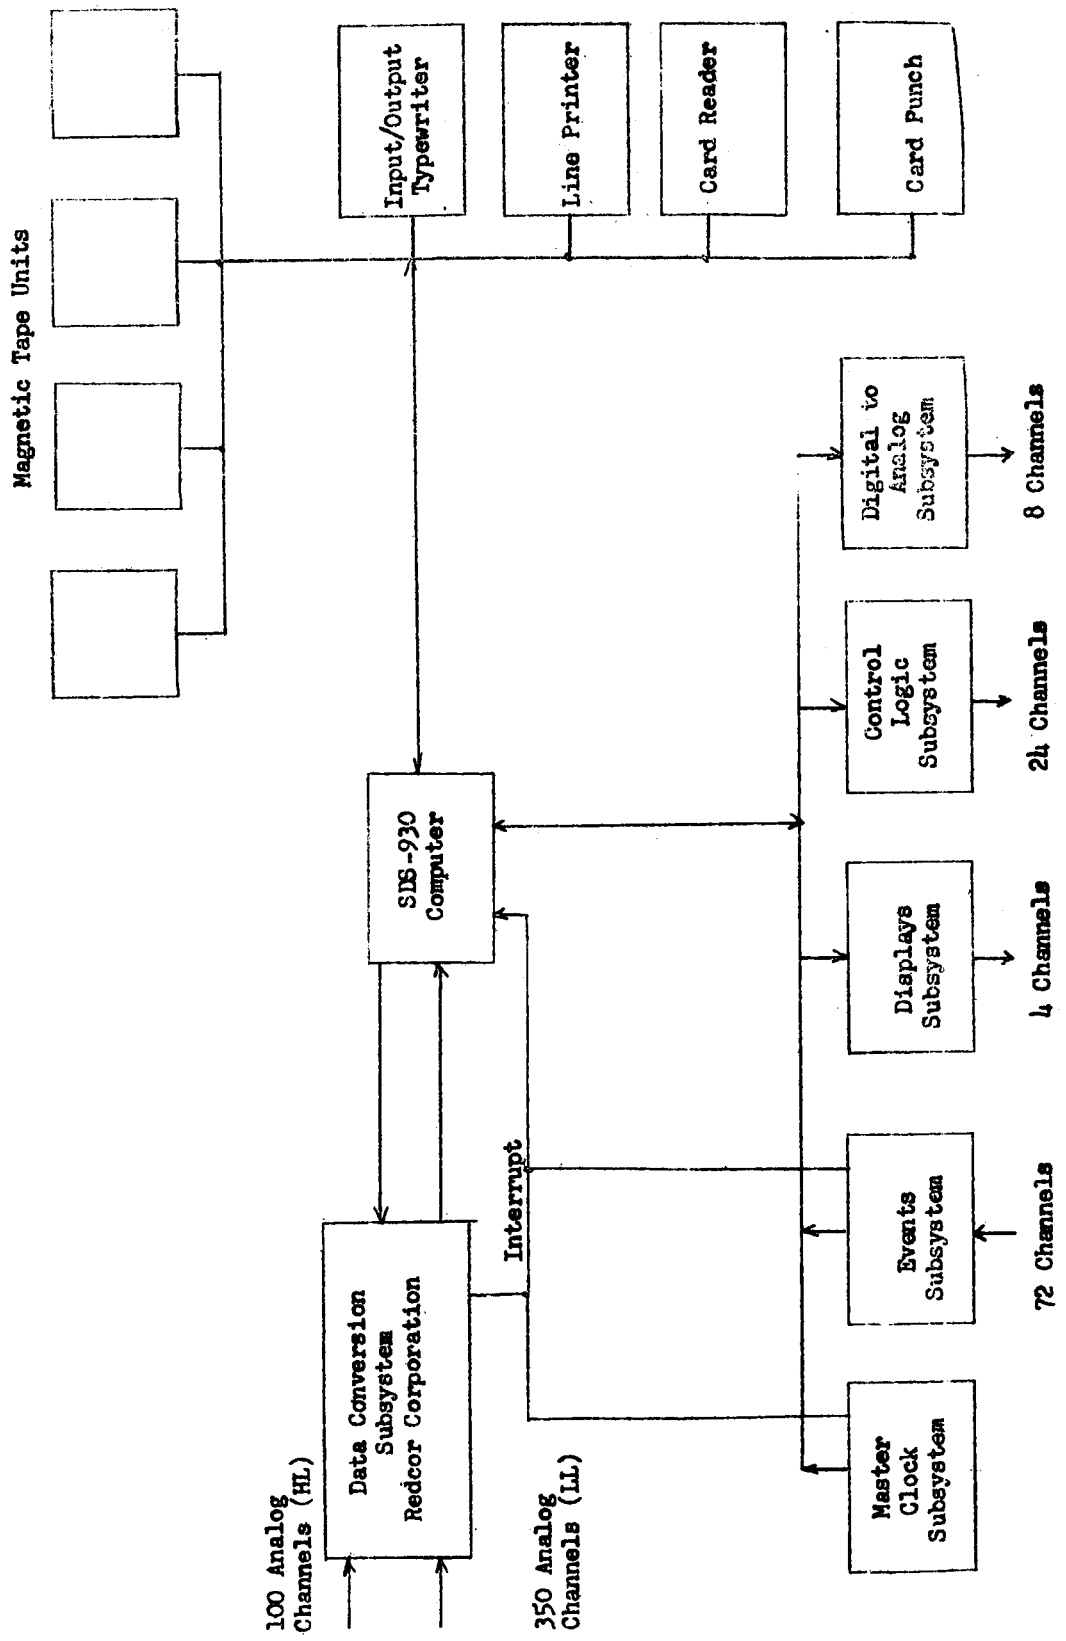 Magnetic Tape Units
Input/Output
Typewriter
Line Printer
Card Reader
Card Punch
SDS-930
Computer
100 Analog
Channels (HL)
Data Conversion
Subsystem
Redcor Corporation
350 Analog
Channels (LL)
Interrupt
Master
Clock
Subsystem
Events
Subsystem
72 Channels
Displays
Subsystem
4 Channels
Control
Logic
Subsystem
24 Channels
Digital to
Analog
Subsystem
8 Channels